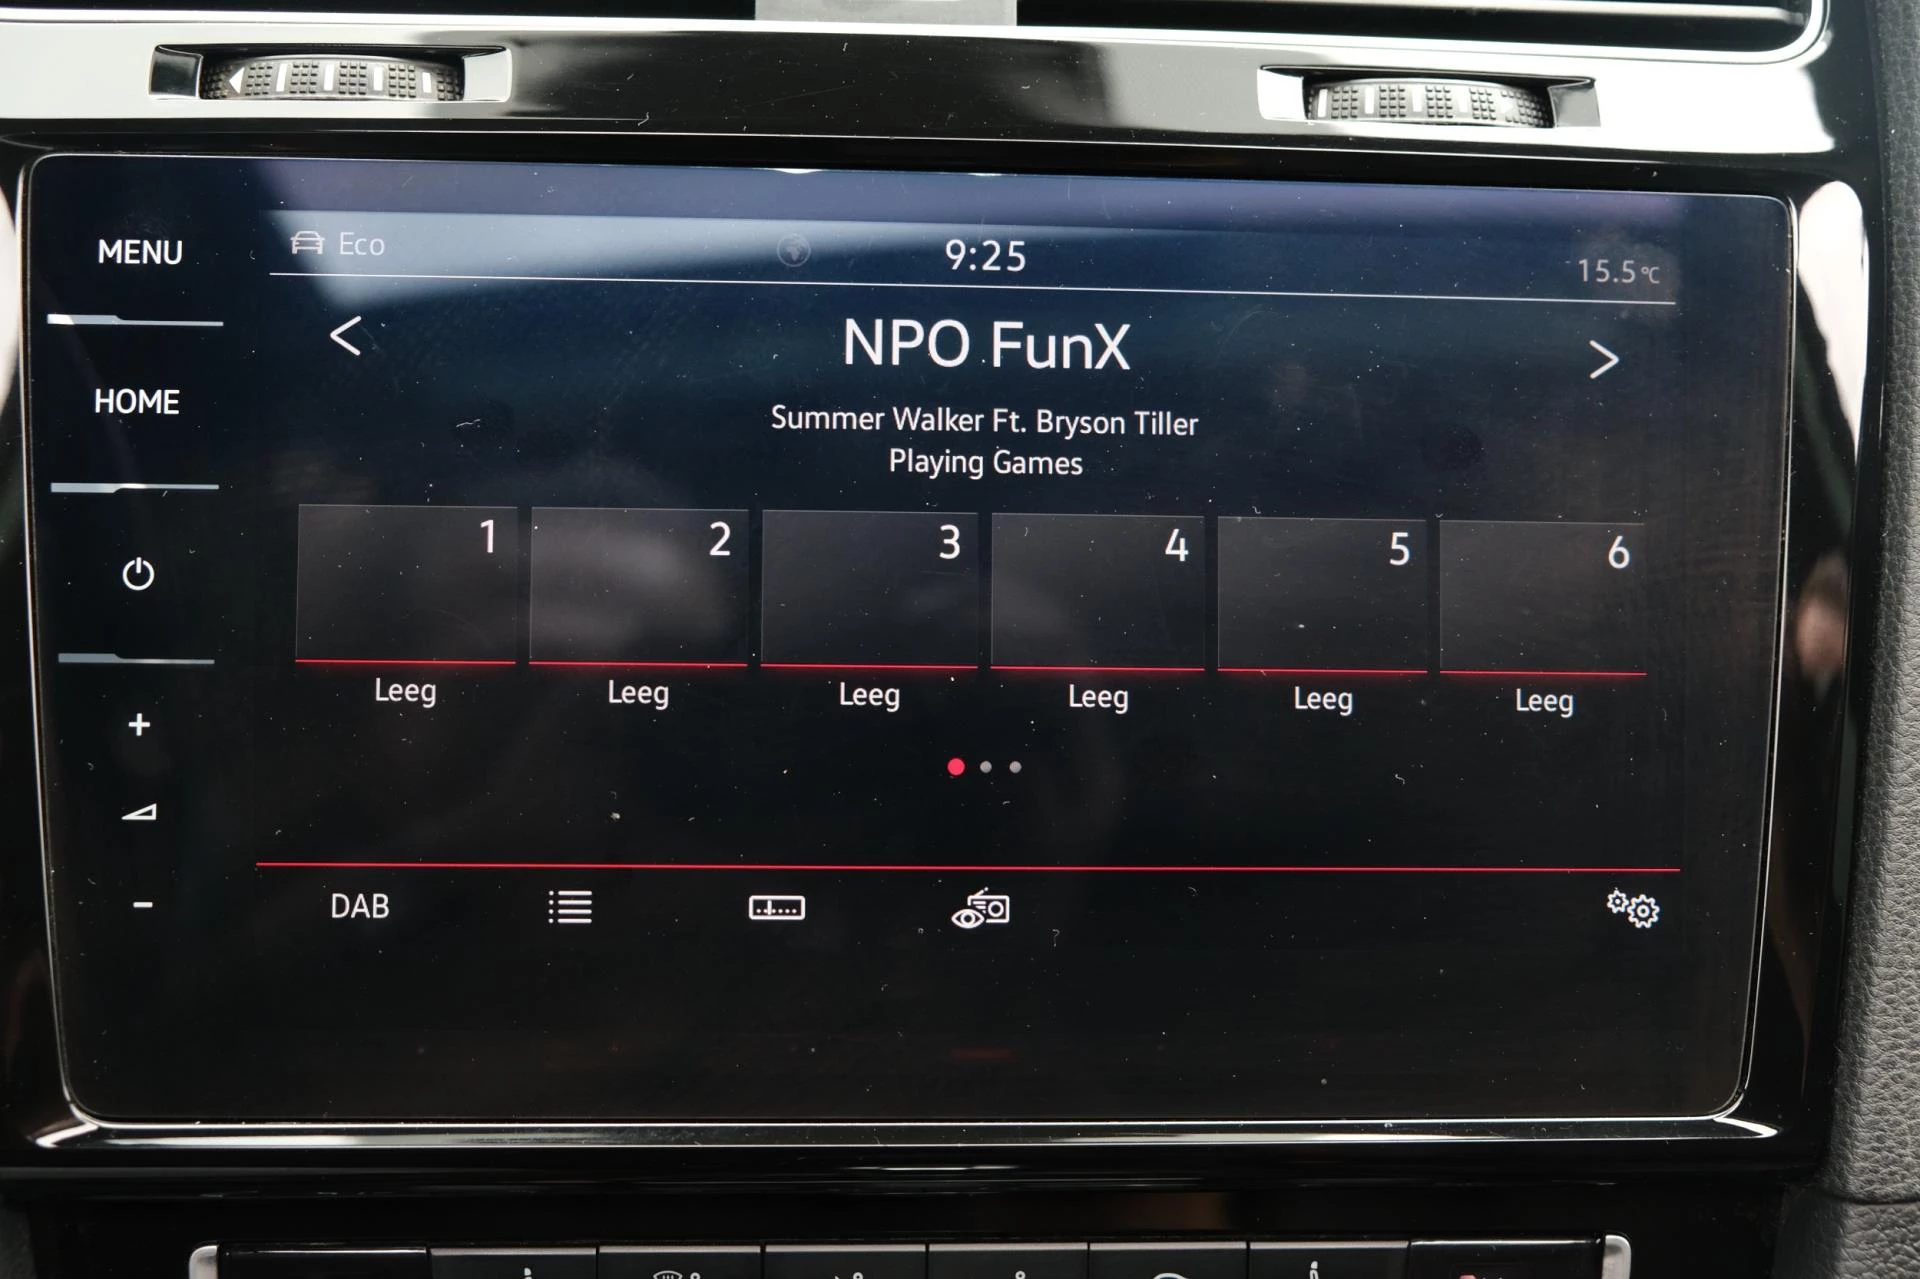 MENU
HOME
+
-
Eco
9:25
15.5°C
< NPO FunX >
Summer Walker Ft. Bryson Tiller
Playing Games
1 2 3 4 5 6
Leeg Leeg Leeg Leeg Leeg Leeg
DAB